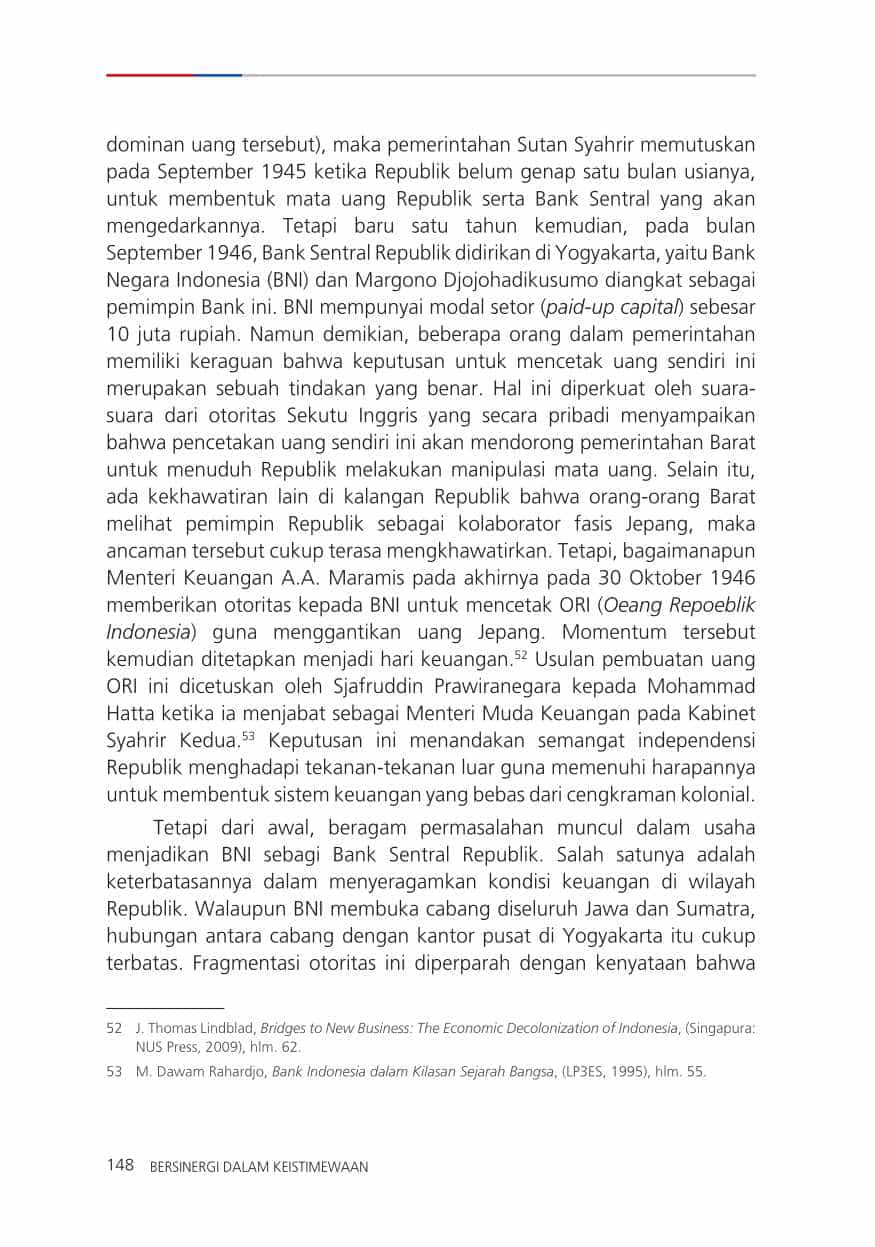 dominan uang tersebut), maka pemerintahan Sutan Syahrir memutuskan
pada September 1945 ketika Republik belum genap satu bulan usianya,
untuk membentuk mata uang Republik serta Bank Sentral yang akan
mengedarkannya. Tetapi baru satu tahun kemudian, pada bulan
September 1946, Bank Sentral Republik didirikan di Yogyakarta, yaitu Bank
Negara Indonesia (BNI) dan Margono Djojohadikusumo diangkat sebagai
pemimpin Bank ini. BNI mempunyai modal setor (paid-up capital) sebesar
10 juta rupiah. Namun demikian, beberapa orang dalam pemerintahan
memiliki keraguan bahwa keputusan untuk mencetak uang sendiri ini
merupakan sebuah tindakan yang benar. Hal ini diperkuat oleh suara-
suara dari otoritas Sekutu Inggris yang secara pribadi menyampaikan
bahwa pencetakan uang sendiri ini akan mendorong pemerintahan Barat
untuk menuduh Republik melakukan manipulasi mata uang. Selain itu,
ada kekhawatiran lain di kalangan Republik bahwa orang-orang Barat
melihat pemimpin Republik sebagai kolaborator fasis Jepang, maka
ancaman tersebut cukup terasa mengkhawatirkan. Tetapi, bagaimanapun
Menteri Keuangan A.A. Maramis pada akhirnya pada 30 Oktober 1946
memberikan otoritas kepada BNI untuk mencetak ORI (Oeang Repoeblik
Indonesia) guna menggantikan uang Jepang. Momentum tersebut
kemudian ditetapkan menjadi hari keuangan.52 Usulan pembuatan uang
ORI ini dicetuskan oleh Sjafruddin Prawiranegara kepada Mohammad
Hatta ketika ia menjabat sebagai Menteri Muda Keuangan pada Kabinet
Syahrir Kedua.53 Keputusan ini menandakan semangat independensi
Republik menghadapi tekanan-tekanan luar guna memenuhi harapannya
untuk membentuk sistem keuangan yang bebas dari cengkraman kolonial.
Tetapi dari awal, beragam permasalahan muncul dalam usaha
menjadikan BNI sebagi Bank Sentral Republik. Salah satunya adalah
keterbatasannya dalam menyeragamkan kondisi keuangan di wilayah
Republik. Walaupun BNI membuka cabang diseluruh Jawa dan Sumatra,
hubungan antara cabang dengan kantor pusat di Yogyakarta itu cukup
terbatas. Fragmentasi otoritas ini diperparah dengan kenyataan bahwa
52 J. Thomas Lindblad, Bridges to New Business: The Economic Decolonization of Indonesia, (Singapura:
NUS Press, 2009), hlm. 62.
53 M. Dawam Rahardjo, Bank Indonesia dalam Kilasan Sejarah Bangsa, (LP3ES, 1995), hlm. 55.
148 BERSINERGI DALAM KEISTIMEWAAN